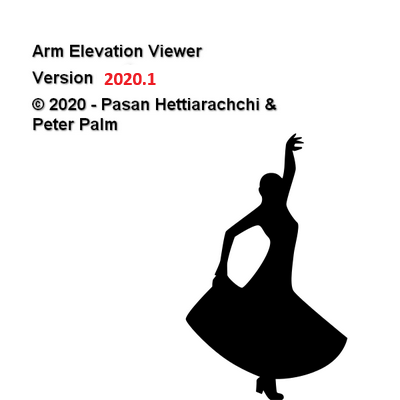 Arm Elevation Viewer
Version 2020.1
© 2020 - Pasan Hettiarachchi &
Peter Palm